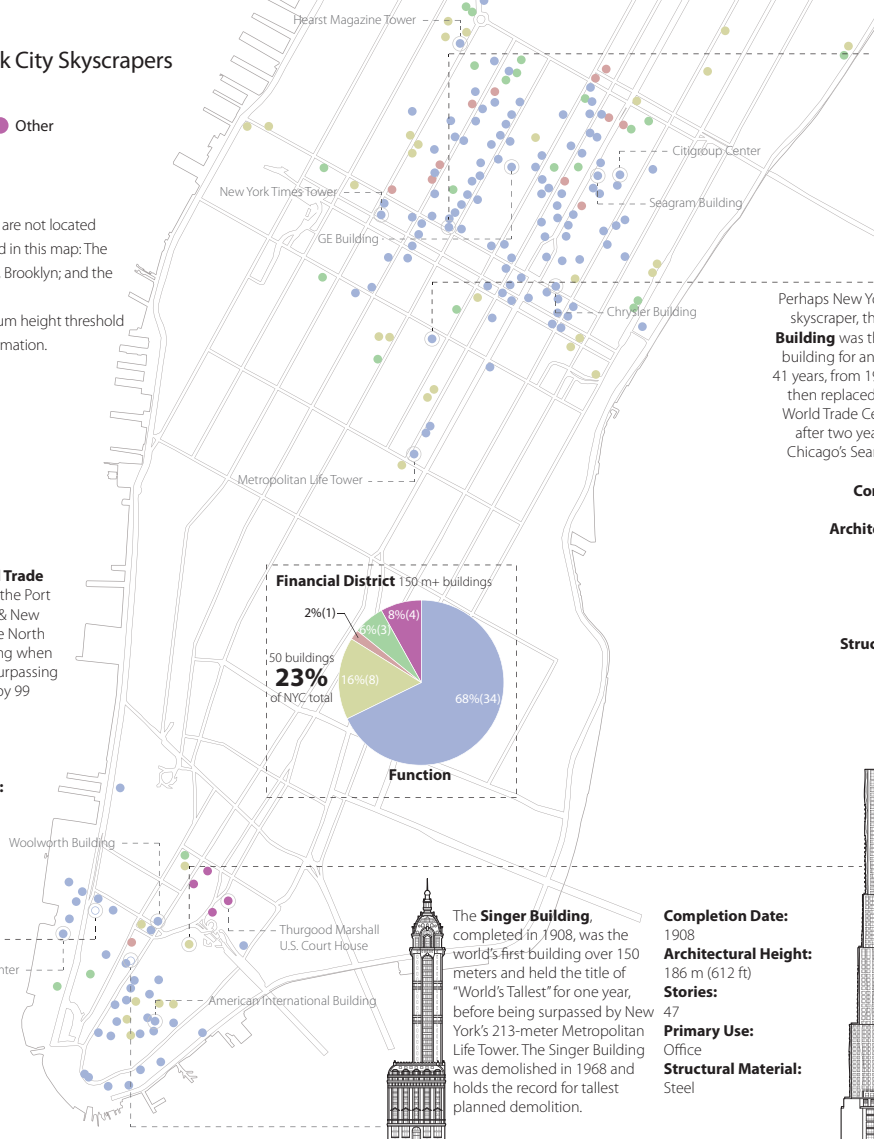 Hearst Magazine Tower
k City Skyscrapers
Other
Citigroup Center
New York Times Tower
Seagram Building
are not located
GE Building
d in this map: The
Brooklyn; and the
Perhaps New Yo
Chrysler Building
skyscraper, th
um height threshold
Building was th
rmation.
building for an
41 years, from 19
then replaced
World Trade Ce
after two yea
Chicago's Sear
Metropolitan Life Tower
Con
Archite
Trade
the Port
& New
e North
ng when
urpassing
by 99
Financial District 150 m+ buildings
2%(1)
6%(3)
8%(4)
50 buildings
23%
of NYC total
16%(8)
68%(34)
Function
Struc
:
Woolworth Building
Thurgood Marshall
U.S. Court House
nter
American International Building
The Singer Building,
completed in 1908, was the
world's first building over 150
meters and held the title of
"World's Tallest" for one year,
before being surpassed by New
York's 213-meter Metropolitan
Life Tower. The Singer Building
was demolished in 1968 and
holds the record for tallest
planned demolition.
Completion Date:
1908
Architectural Height:
186 m (612 ft)
Stories:
47
Primary Use:
Office
Structural Material:
Steel